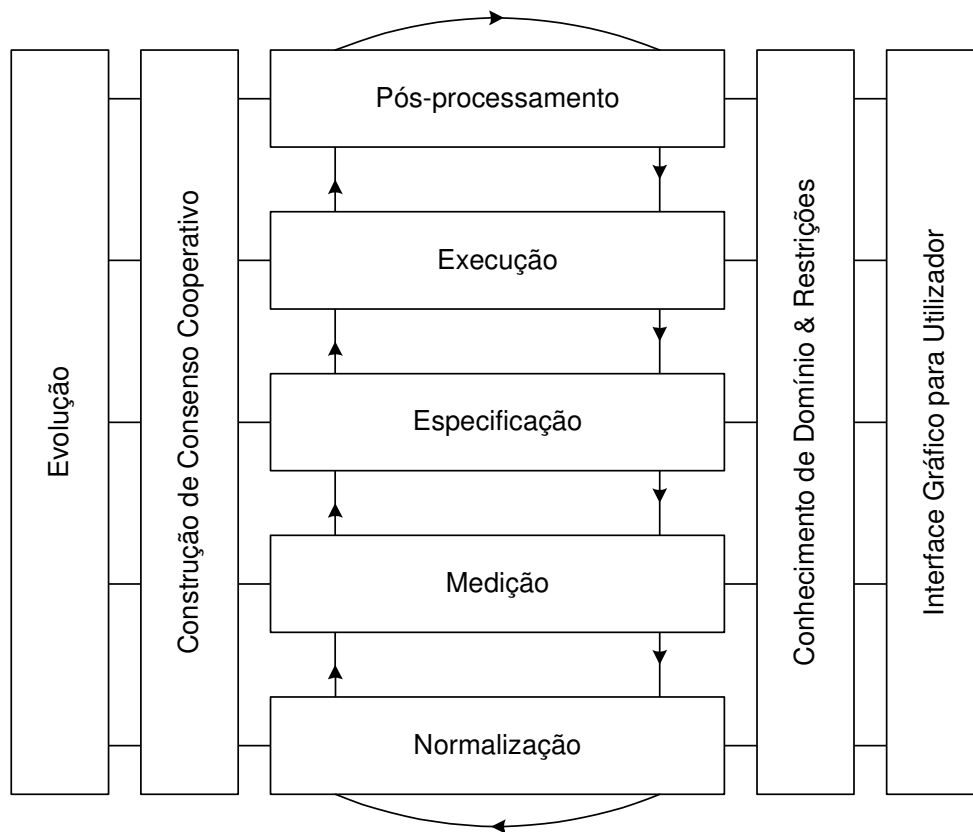 Evolução
Construção de Consenso Cooperativo
Pós-processamento
Execução
Especificação
Medição
Normalização
Conhecimento de Domínio & Restrições
Interface Gráfico para Utilizador